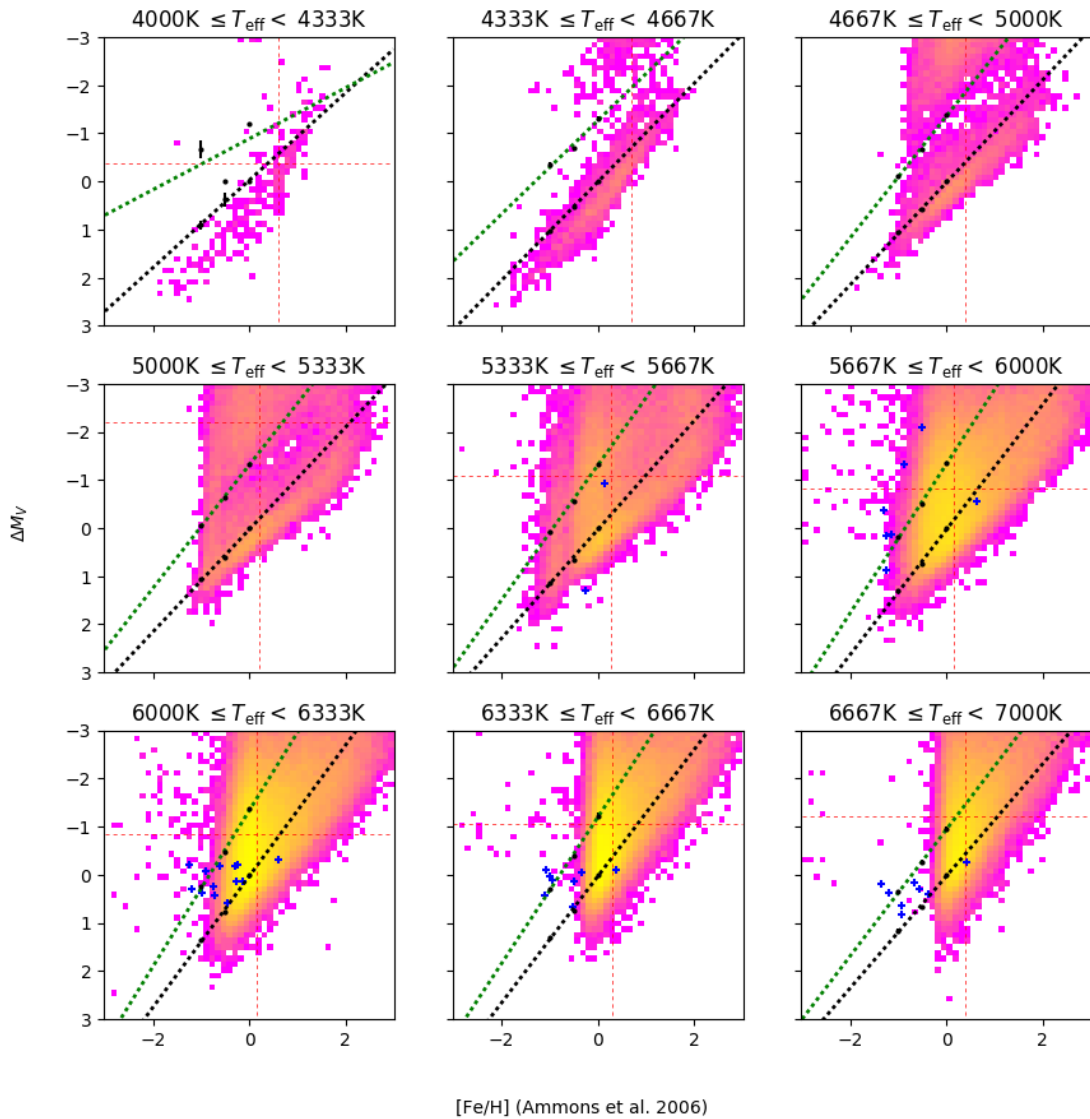 4000K ≤ T_eff < 4333K
4333K ≤ T_eff < 4667K
4667K ≤ T_eff < 5000K
−3
−2
−1
0
1
2
3
5000K ≤ T_eff < 5333K
5333K ≤ T_eff < 5667K
5667K ≤ T_eff < 6000K
−3
−2
−1
0
1
2
3
ΔM_V
6000K ≤ T_eff < 6333K
6333K ≤ T_eff < 6667K
6667K ≤ T_eff < 7000K
−3
−2
−1
0
1
2
3
−2 0 2 −2 0 2 −2 0 2
[Fe/H] (Ammons et al. 2006)